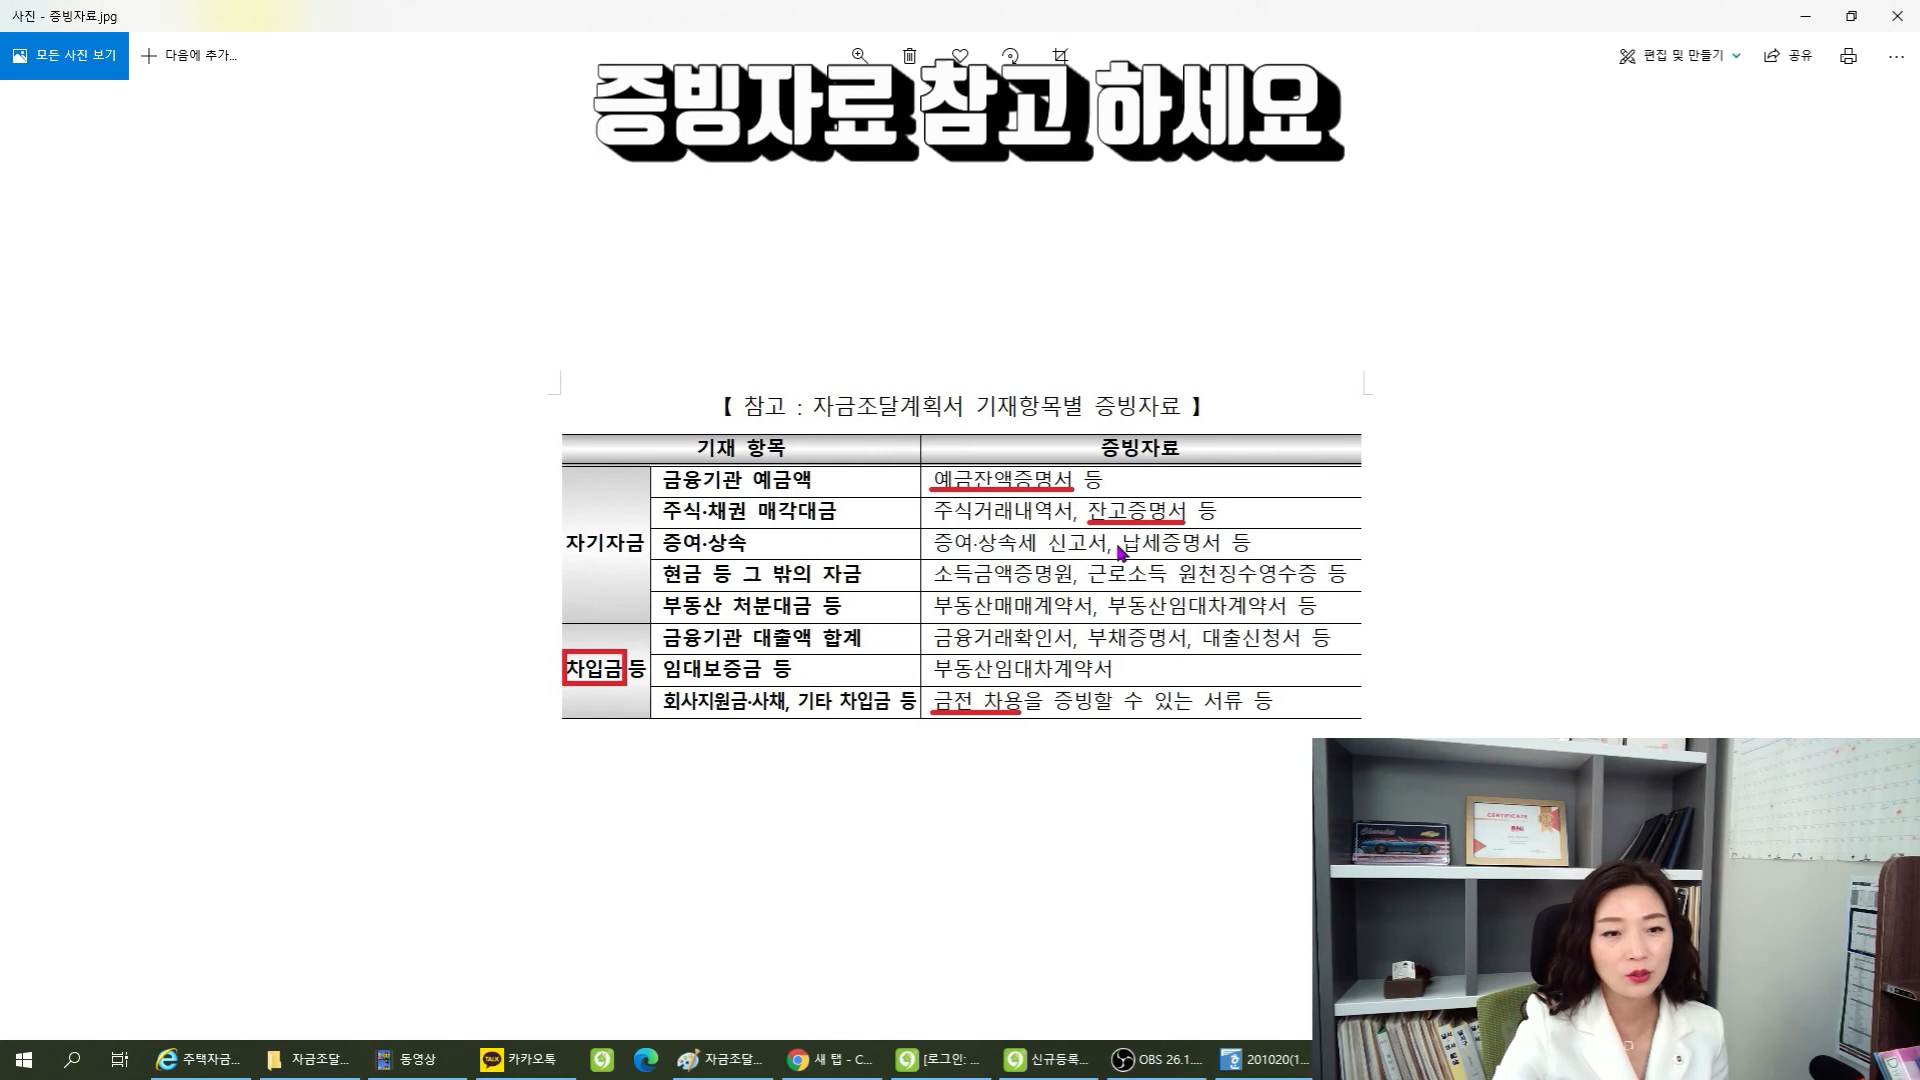 사진 - 증빙자료.jpg
모든 사진 보기
다음에 추가...
편집 및 만들기
공유
증빙자료 참고 하세요
【 참고 : 자금조달계획서 기재항목별 증빙자료 】
기재 항목 증빙자료
자기자금
금융기관 예금액 예금잔액증명서 등
주식·채권 매각대금 주식거래내역서, 잔고증명서 등
증여·상속 증여·상속세 신고서, 납세증명서 등
현금 등 그 밖의 자금 소득금액증명원, 근로소득 원천징수영수증 등
부동산 처분대금 등 부동산매매계약서, 부동산임대차계약서 등
차입금 등
금융기관 대출액 합계 금융거래확인서, 부채증명서, 대출신청서 등
임대보증금 등 부동산임대차계약서
회사지원금·사채, 기타 차입금 등 금전 차용을 증빙할 수 있는 서류 등
CERTIFICATE
BNI
Chevrolet
주택자금...
자금조달...
동영상
TALK
카카오톡
자금조달...
새 탭 - C...
[로그인: ...
신규등록...
OBS 26.1....
201020(1...